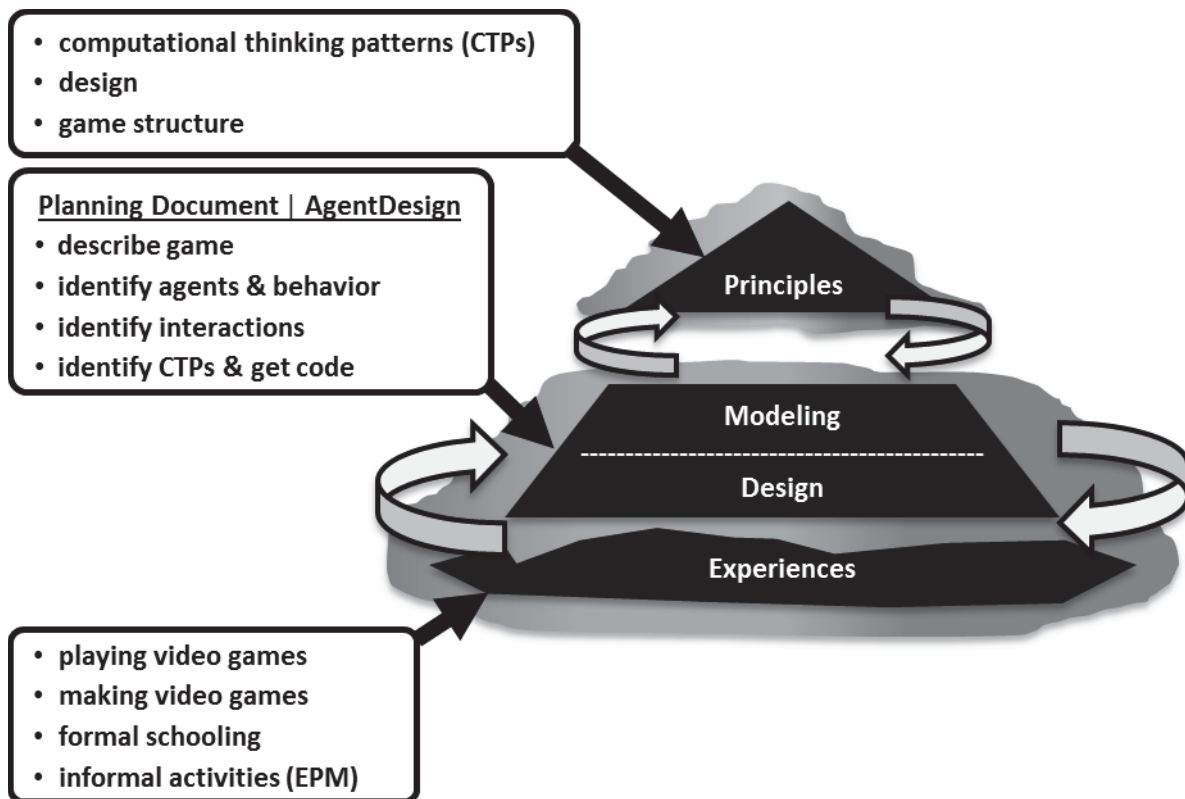 • computational thinking patterns (CTPs)
• design
• game structure
Planning Document | AgentDesign
• describe game
• identify agents & behavior
• identify interactions
• identify CTPs & get code
Principles
Modeling
Design
Experiences
• playing video games
• making video games
• formal schooling
• informal activities (EPM)